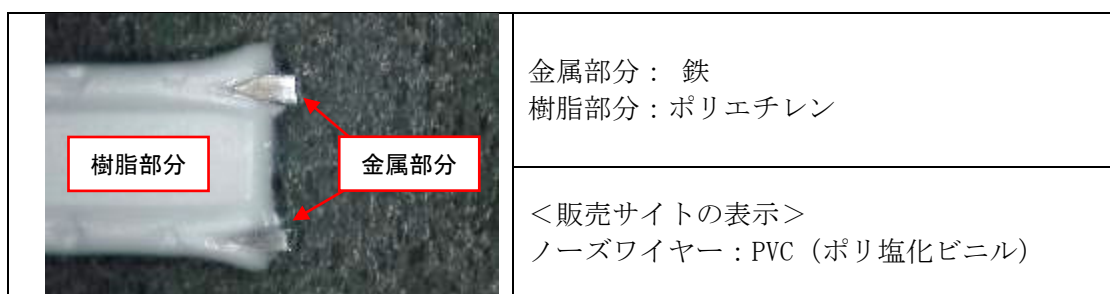 樹脂部分
金属部分
金属部分： 鉄
樹脂部分：ポリエチレン
＜販売サイトの表示＞
ノーズワイヤー：PVC（ポリ塩化ビニル）